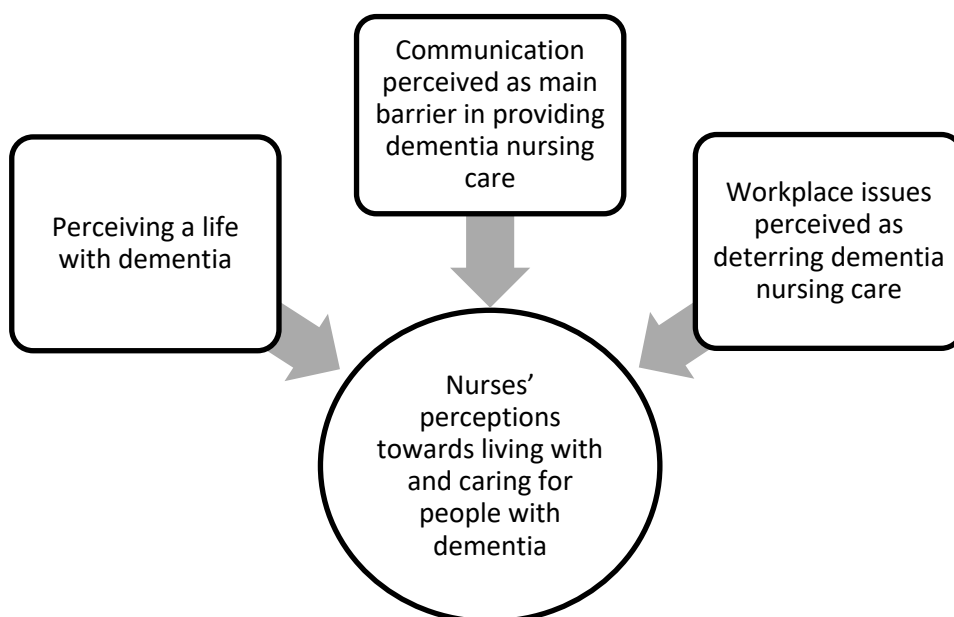 Perceiving a life
with dementia
Communication
perceived as main
barrier in providing
dementia nursing
care
Workplace issues
perceived as
deterring dementia
nursing care
Nurses’
perceptions
towards living with
and caring for
people with
dementia